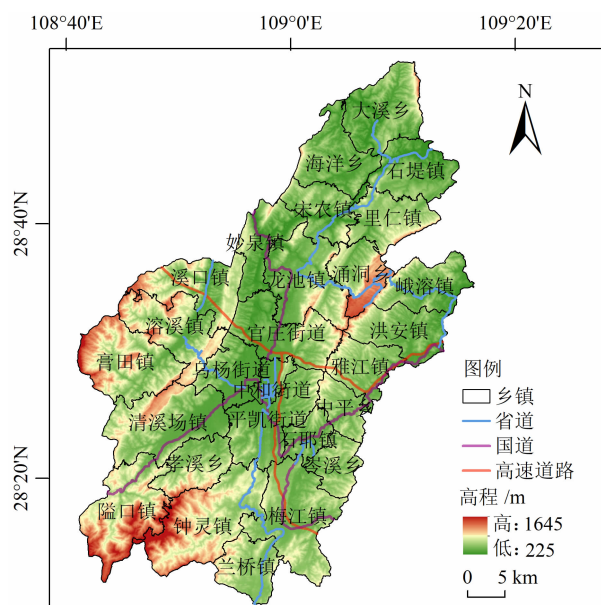 108°40′E
109°0′E
109°20′E
N
28°40′N
28°20′N
大溪乡
海洋乡
石堤镇
宋农镇
里仁镇
妙泉镇
溪口镇
龙池镇
涌洞乡
峨溶镇
溶溪镇
官庄街道
洪安镇
膏田镇
乌杨街道
雅江镇
中和街道
中平乡
清溪场镇
平凯街道
石耶镇
孝溪乡
岑溪乡
隘口镇
钟灵镇
梅江镇
兰桥镇
图例
乡镇
省道
国道
高速道路
高程 /m
高: 1645
低: 225
0 5 km